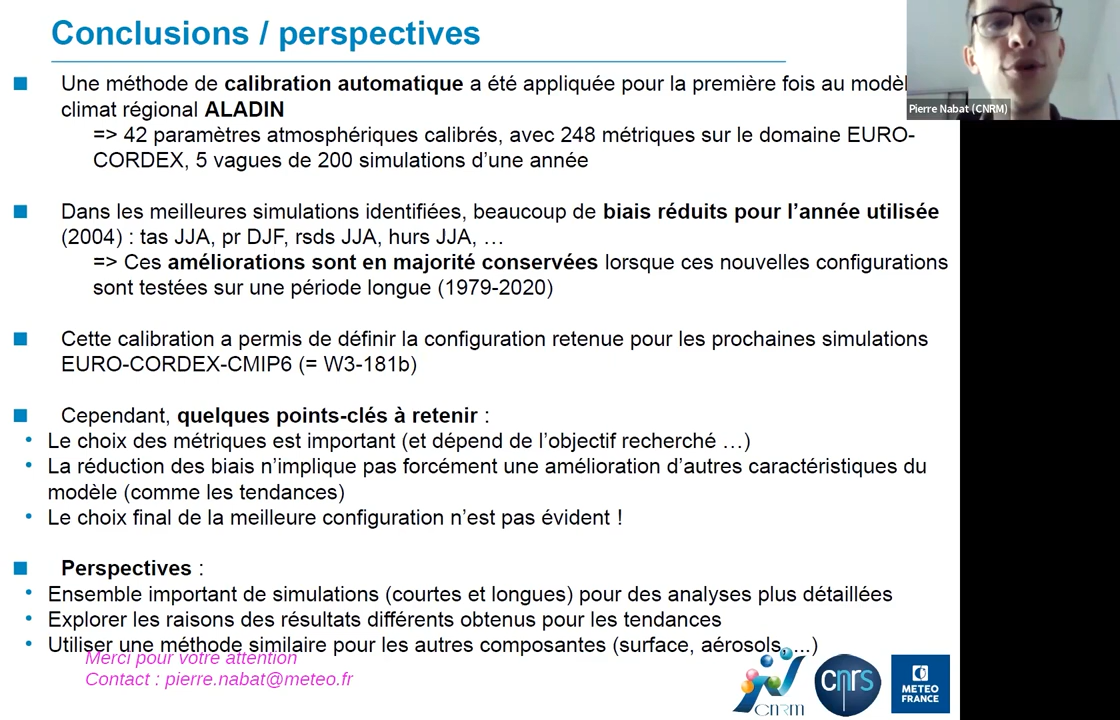 Conclusions / perspectives
Une méthode de calibration automatique a été appliquée pour la première fois au
climat régional ALADIN
=> 42 paramètres atmosphériques calibrés, avec 248 métriques sur le domaine EURO-
CORDEX, 5 vagues de 200 simulations d’une année
Dans les meilleures simulations identifiées, beaucoup de biais réduits pour l’année utilisée
(2004) : tas JJA, pr DJF, rsds JJA, hurs JJA, …
=> Ces améliorations sont en majorité conservées lorsque ces nouvelles configurations
sont testées sur une période longue (1979-2020)
Cette calibration a permis de définir la configuration retenue pour les prochaines simulations
EURO-CORDEX-CMIP6 (= W3-181b)
Cependant, quelques points-clés à retenir :
Le choix des métriques est important (et dépend de l’objectif recherché …)
La réduction des biais n’implique pas forcément une amélioration d’autres caractéristiques du
modèle (comme les tendances)
Le choix final de la meilleure configuration n’est pas évident !
Perspectives :
Ensemble important de simulations (courtes et longues) pour des analyses plus détaillées
Explorer les raisons des résultats différents obtenus pour les tendances
Utiliser une méthode similaire pour les autres composantes (surface, aérosols, ...)
Merci pour votre attention
Contact : pierre.nabat@meteo.fr
Pierre Nabat (CNRM)
CNRM
cnrs
METEO
FRANCE